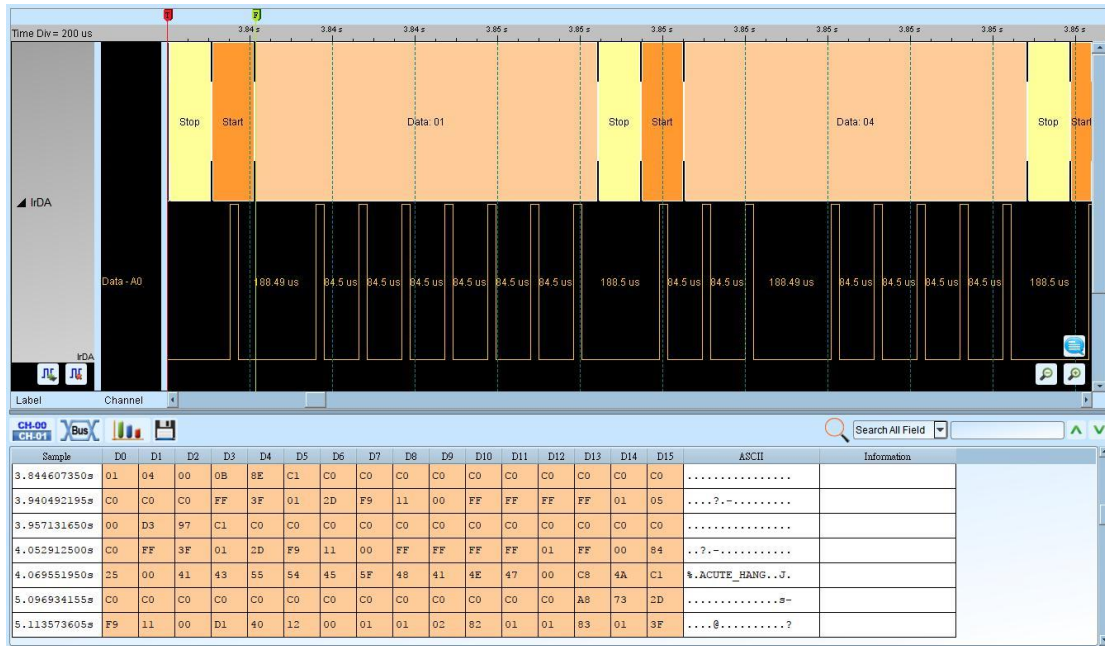 T F
Time Div = 200 us 3.84 s 3.84 s 3.84 s 3.85 s 3.85 s 3.85 s 3.85 s 3.85 s 3.85 s 3.85 s 3.85 s
Stop Start Data: 01 Stop Start Data: 04 Stop Start
IrDA
Data - A0 188.49 us 84.5 us 84.5 us 84.5 us 84.5 us 84.5 us 84.5 us 188.5 us 84.5 us 84.5 us 188.49 us 84.5 us 84.5 us 84.5 us 84.5 us 188.5 us
IrDA
Label Channel
CH-00
CH-01 Bus Search All Field
Sample D0 D1 D2 D3 D4 D5 D6 D7 D8 D9 D10 D11 D12 D13 D14 D15 ASCII Information
3.844607350s 01 04 00 0B 8E C1 C0 C0 C0 C0 C0 C0 C0 C0 C0 C0 ................
3.940492195s C0 C0 C0 FF 3F 01 2D F9 11 00 FF FF FF FF 01 05 ....?.-.........
3.957131650s 00 D3 97 C1 C0 C0 C0 C0 C0 C0 C0 C0 C0 C0 C0 C0 ................
4.052912500s C0 FF 3F 01 2D F9 11 00 FF FF FF FF 01 FF 00 84 ..?.-...........
4.069551950s 25 00 41 43 55 54 45 5F 48 41 4E 47 00 C8 4A C1 %.ACUTE_HANG..J.
5.096934155s C0 C0 C0 C0 C0 C0 C0 C0 C0 C0 C0 C0 C0 A8 73 2D ..............s-
5.113573605s F9 11 00 D1 40 12 00 01 01 02 82 01 01 83 01 3F ....@..........?